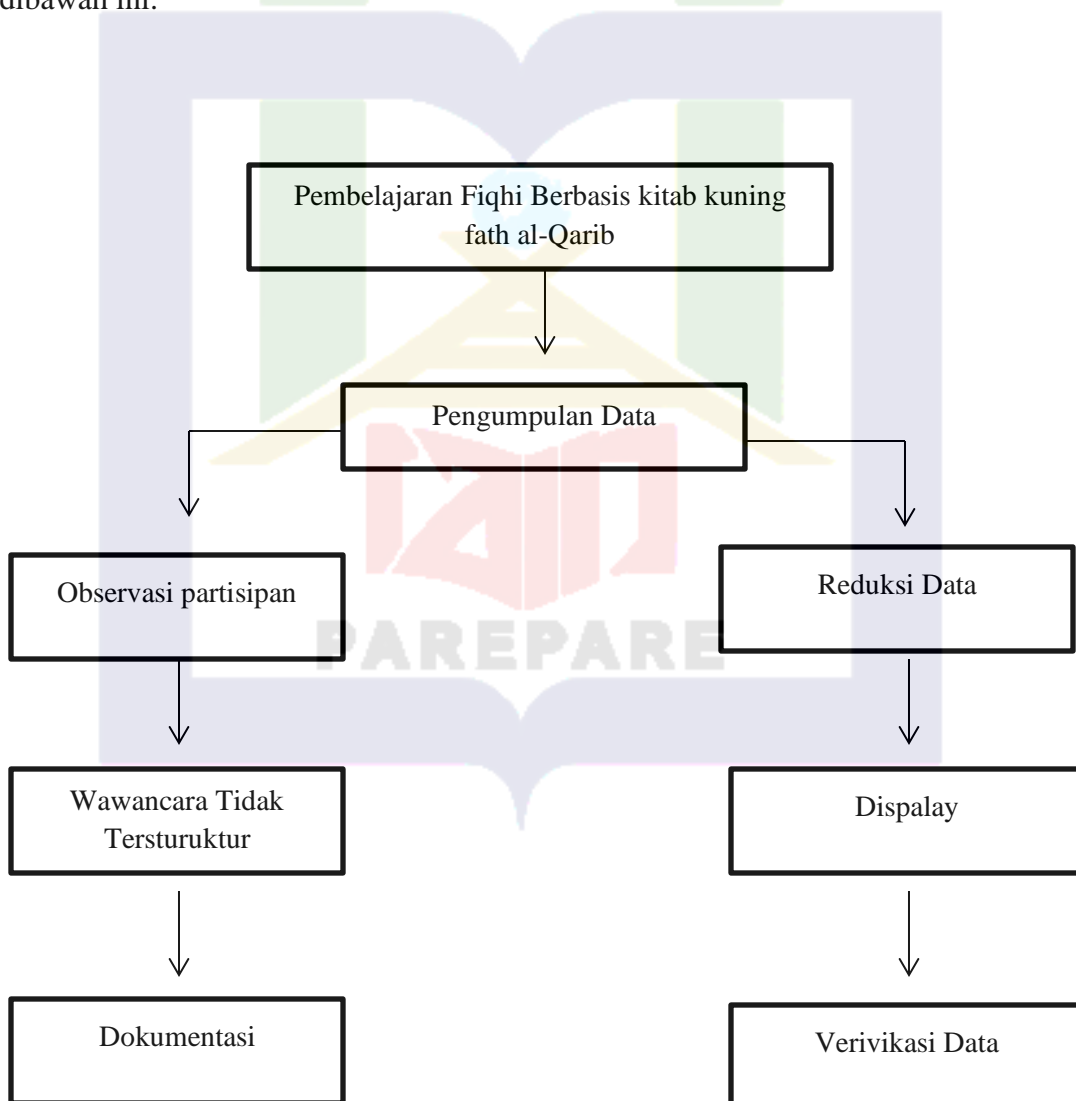 dibawah ini:
Pembelajaran Fiqhi Berbasis kitab kuning
fath al-Qarib
Pengumpulan Data
Observasi partisipan
Reduksi Data
PAREPARE
Wawancara Tidak
Tersturuktur
Dispalay
Dokumentasi
Verivikasi Data